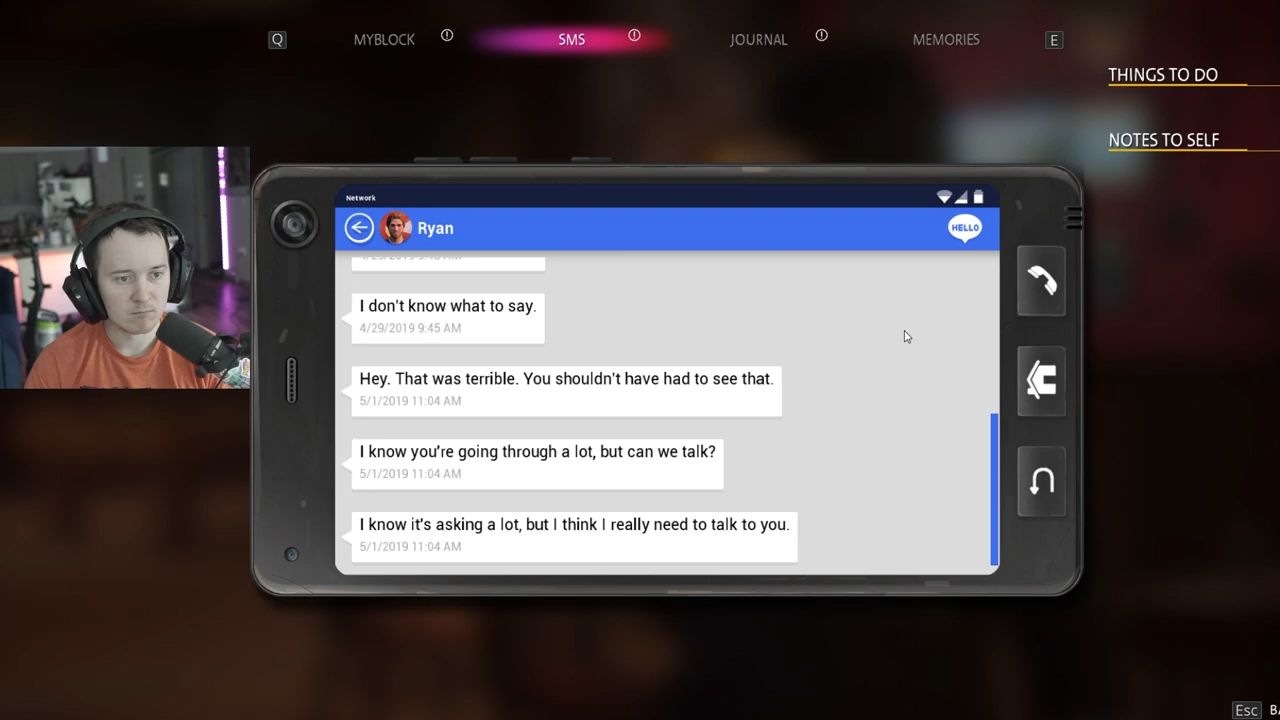 Q
MYBLOCK
SMS
JOURNAL
MEMORIES
E
THINGS TO DO
NOTES TO SELF
Network
Ryan
HELLO
I don't know what to say.
4/29/2019 9:45 AM
Hey. That was terrible. You shouldn't have had to see that.
5/1/2019 11:04 AM
I know you're going through a lot, but can we talk?
5/1/2019 11:04 AM
I know it's asking a lot, but I think I really need to talk to you.
5/1/2019 11:04 AM
Esc